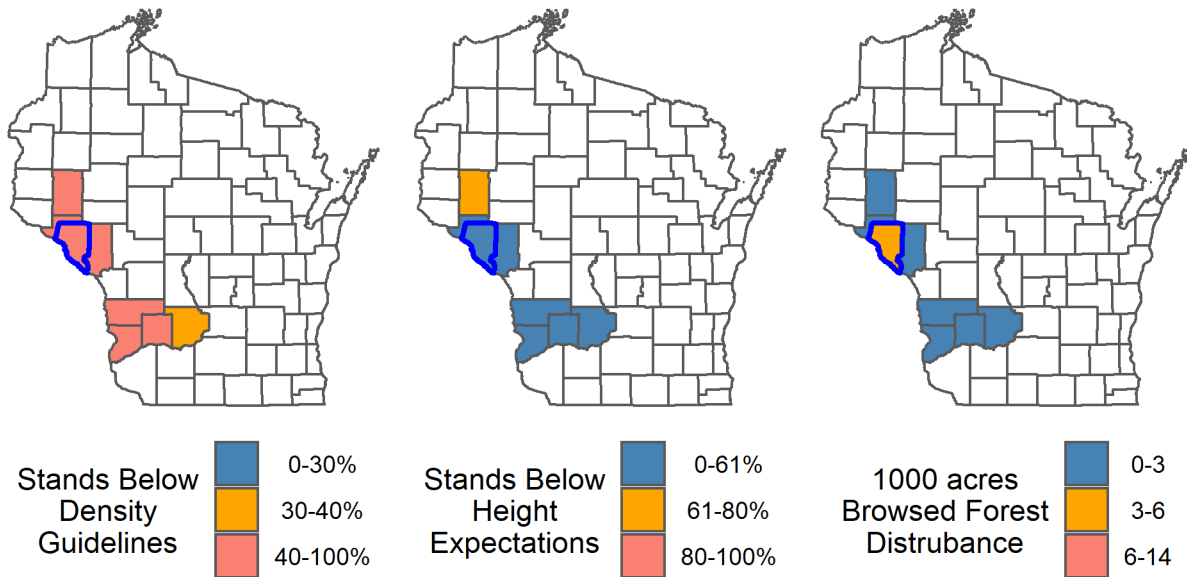 Stands Below
Density
Guidelines
0-30%
30-40%
40-100%
Stands Below
Height
Expectations
0-61%
61-80%
80-100%
1000 acres
Browsed Forest
Distrubance
0-3
3-6
6-14